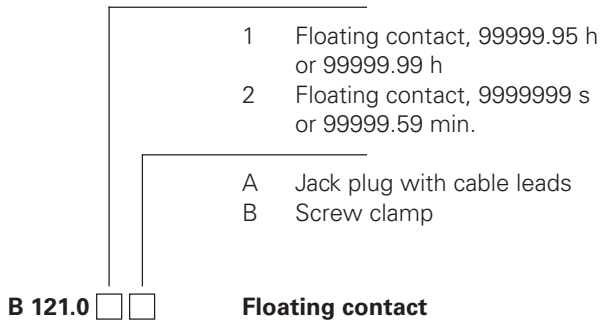 1 Floating contact, 99999.95 h
or 99999.99 h
2 Floating contact, 9999999 s
or 99999.59 min.
A Jack plug with cable leads
B Screw clamp
B 121.0 Floating contact